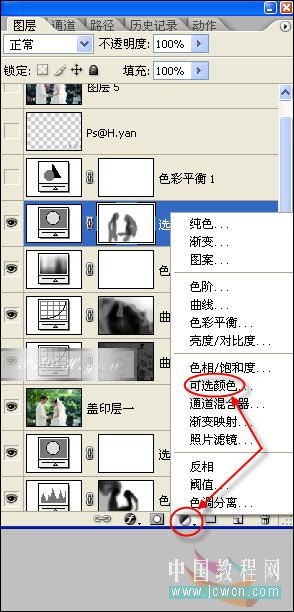 图层 通道 路径 历史记录 动作
正常 不透明度: 100%
锁定: 填充: 100%
图层 5
Ps@H.yan
色彩平衡 1
选
色
曲
曲
盖印层一
选
色
纯色...
渐变...
图案...
色阶...
曲线...
色彩平衡...
亮度/对比度...
色相/饱和度...
可选颜色...
通道混合器...
渐变映射...
照片滤镜...
反相
阈值...
色调分离...
中国教程网
www.jcwcn.com